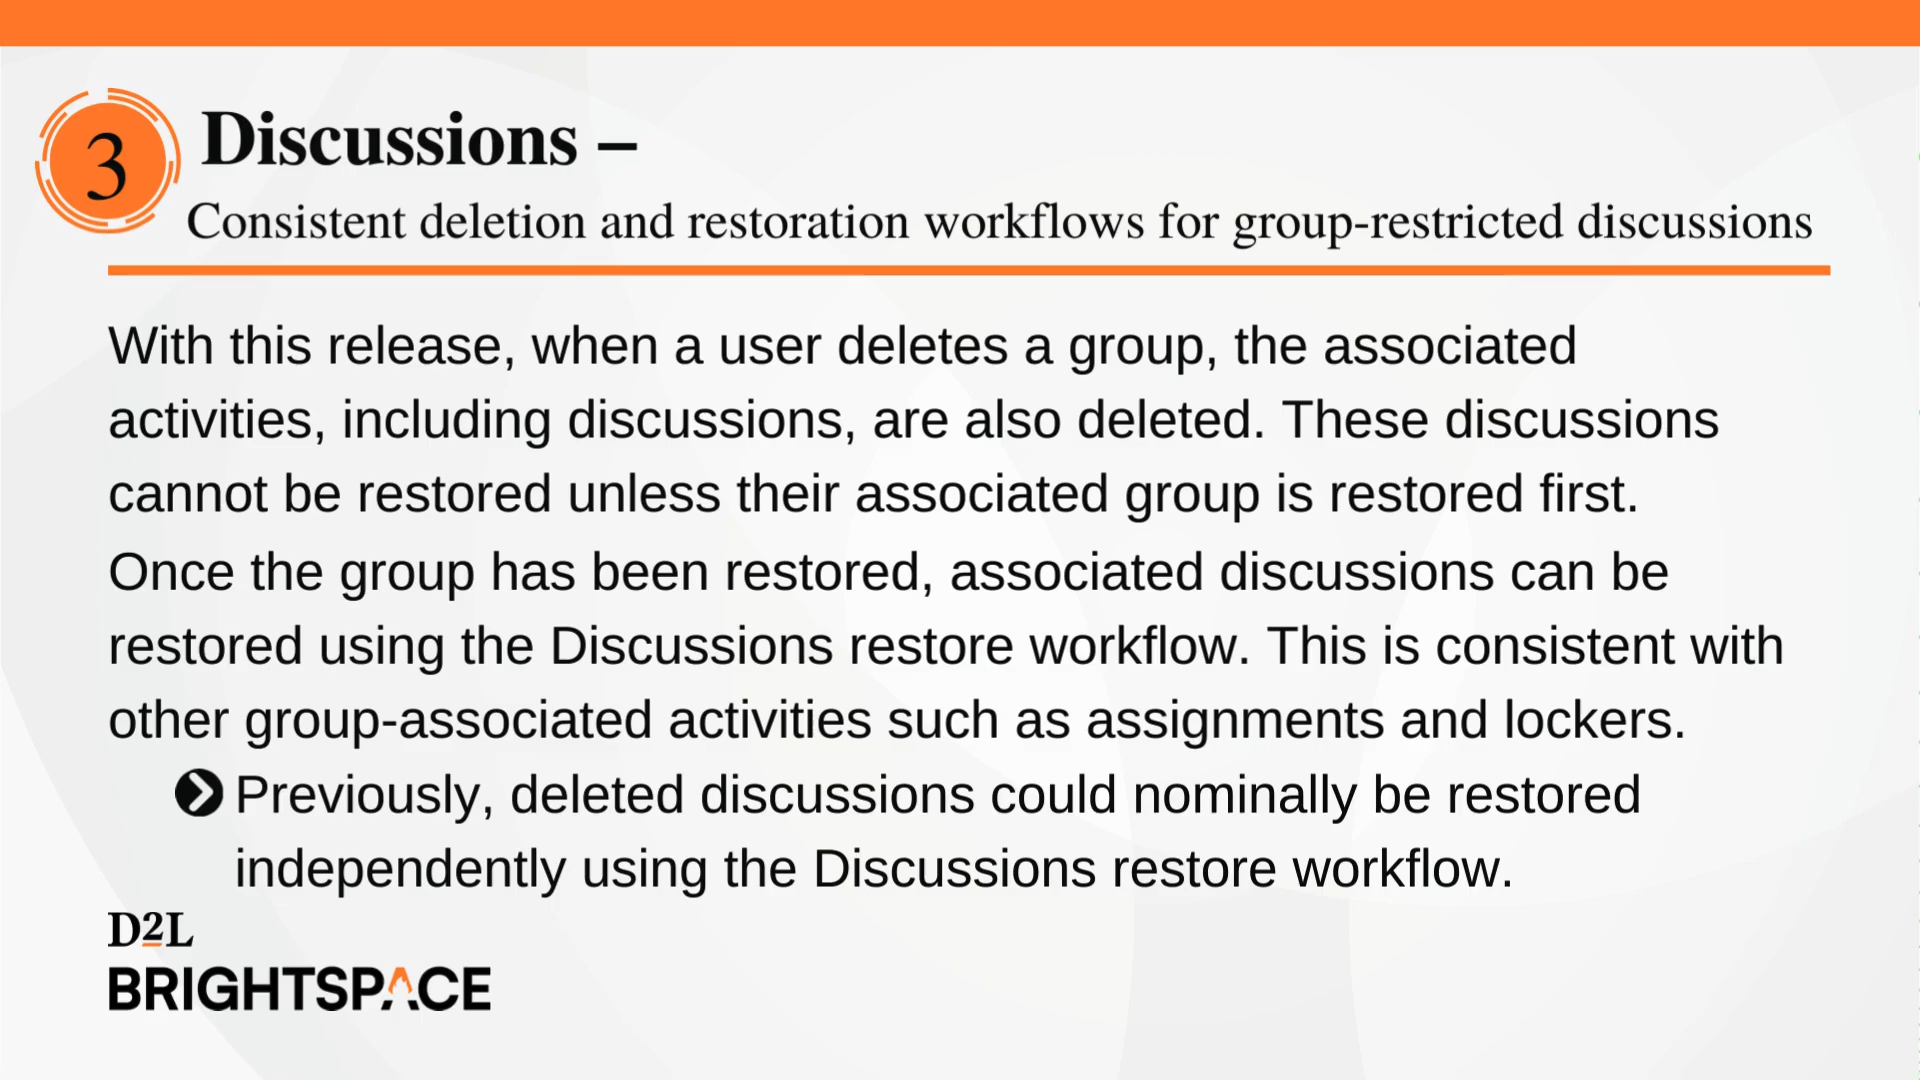 3
Discussions –
Consistent deletion and restoration workflows for group-restricted discussions
With this release, when a user deletes a group, the associated
activities, including discussions, are also deleted. These discussions
cannot be restored unless their associated group is restored first.
Once the group has been restored, associated discussions can be
restored using the Discussions restore workflow. This is consistent with
other group-associated activities such as assignments and lockers.
Previously, deleted discussions could nominally be restored
independently using the Discussions restore workflow.
D2L
BRIGHTSPACE